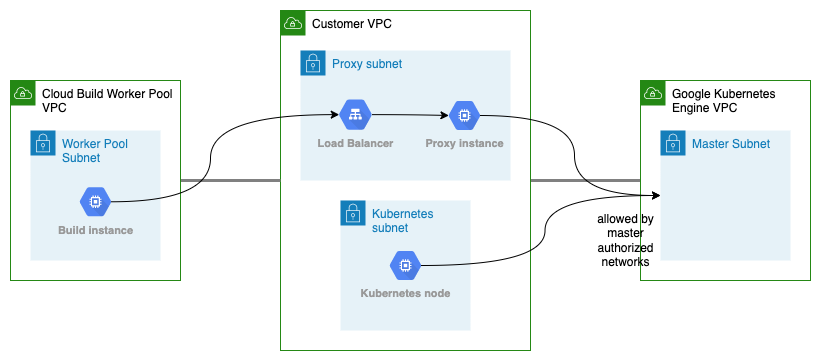 Customer VPC
Proxy subnet
Load Balancer
Proxy instance
Cloud Build Worker Pool
VPC
Worker Pool
Subnet
Build instance
Kubernetes
subnet
Kubernetes node
Google Kubernetes
Engine VPC
Master Subnet
allowed by
master
authorized
networks